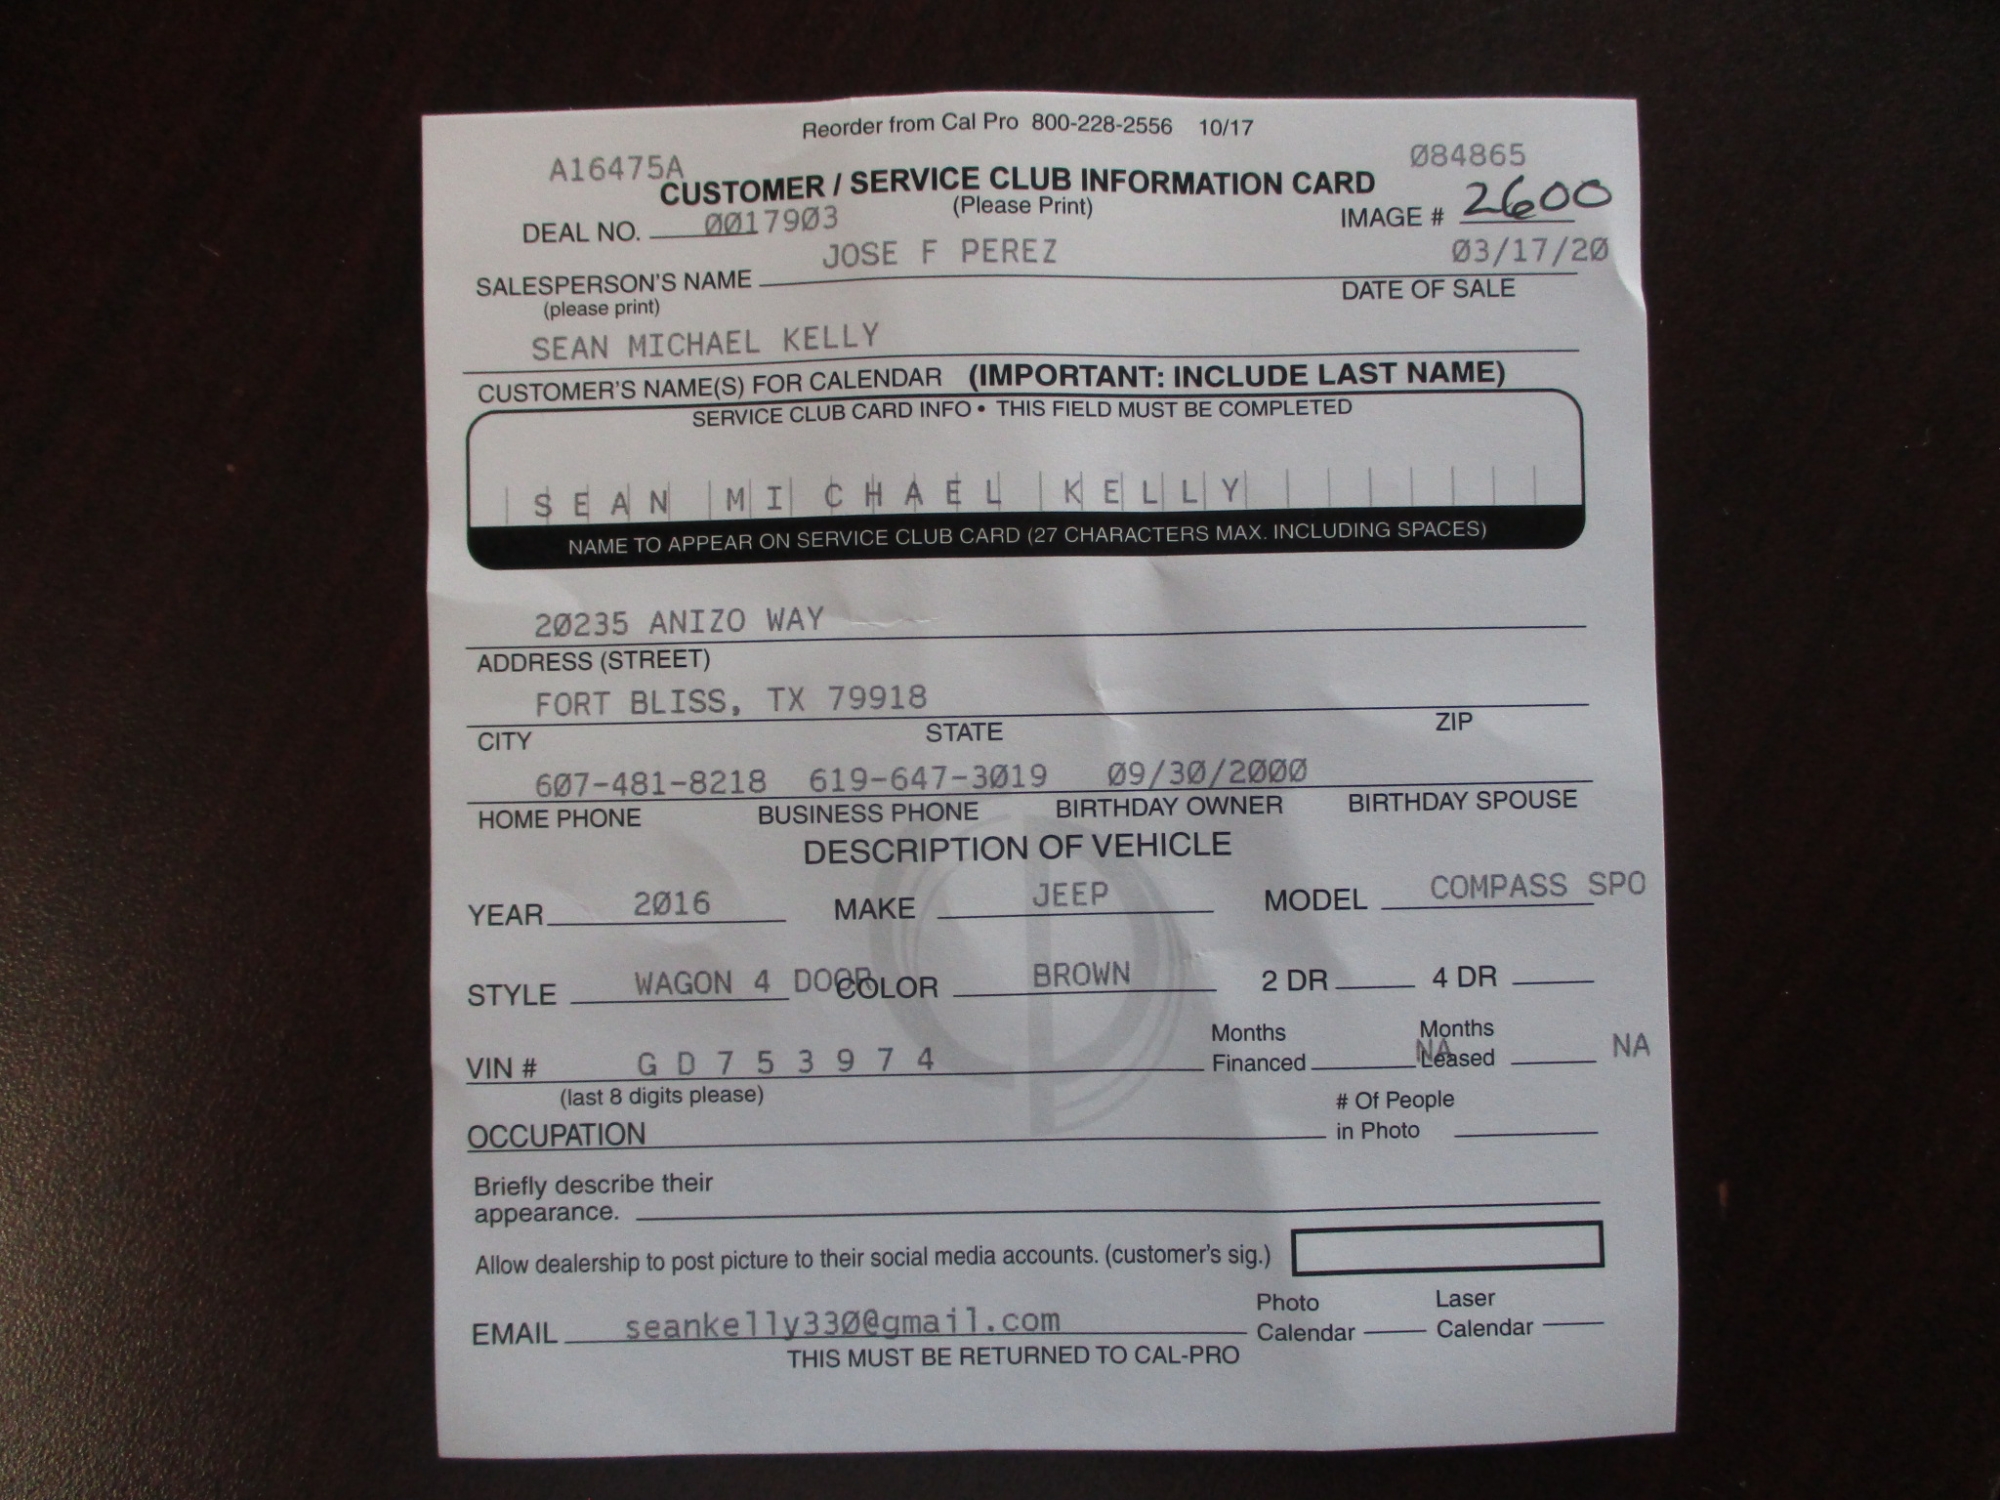 Reorder from Cal Pro 800-228-2556 10/17
A16475A 084865
CUSTOMER / SERVICE CLUB INFORMATION CARD
(Please Print)
DEAL NO. 0017903 IMAGE # 2600
JOSE F PEREZ 03/17/20
SALESPERSON'S NAME DATE OF SALE
(please print)
SEAN MICHAEL KELLY
CUSTOMER'S NAME(S) FOR CALENDAR (IMPORTANT: INCLUDE LAST NAME)
SERVICE CLUB CARD INFO • THIS FIELD MUST BE COMPLETED
SEAN MICHAEL KELLY
NAME TO APPEAR ON SERVICE CLUB CARD (27 CHARACTERS MAX. INCLUDING SPACES)
20235 ANIZO WAY
ADDRESS (STREET)
FORT BLISS, TX 79918
CITY STATE ZIP
607-481-8218 619-647-3019 09/30/2000
HOME PHONE BUSINESS PHONE BIRTHDAY OWNER BIRTHDAY SPOUSE
DESCRIPTION OF VEHICLE
YEAR 2016 MAKE JEEP MODEL COMPASS SPO
STYLE WAGON 4 DOOR COLOR BROWN 2 DR 4 DR
Months Months
VIN # G D 7 5 3 9 7 4 Financed NA Leased NA
(last 8 digits please)
# Of People
OCCUPATION in Photo
Briefly describe their
appearance.
Allow dealership to post picture to their social media accounts. (customer's sig.)
Photo Laser
EMAIL seankelly330@gmail.com Calendar Calendar
THIS MUST BE RETURNED TO CAL-PRO